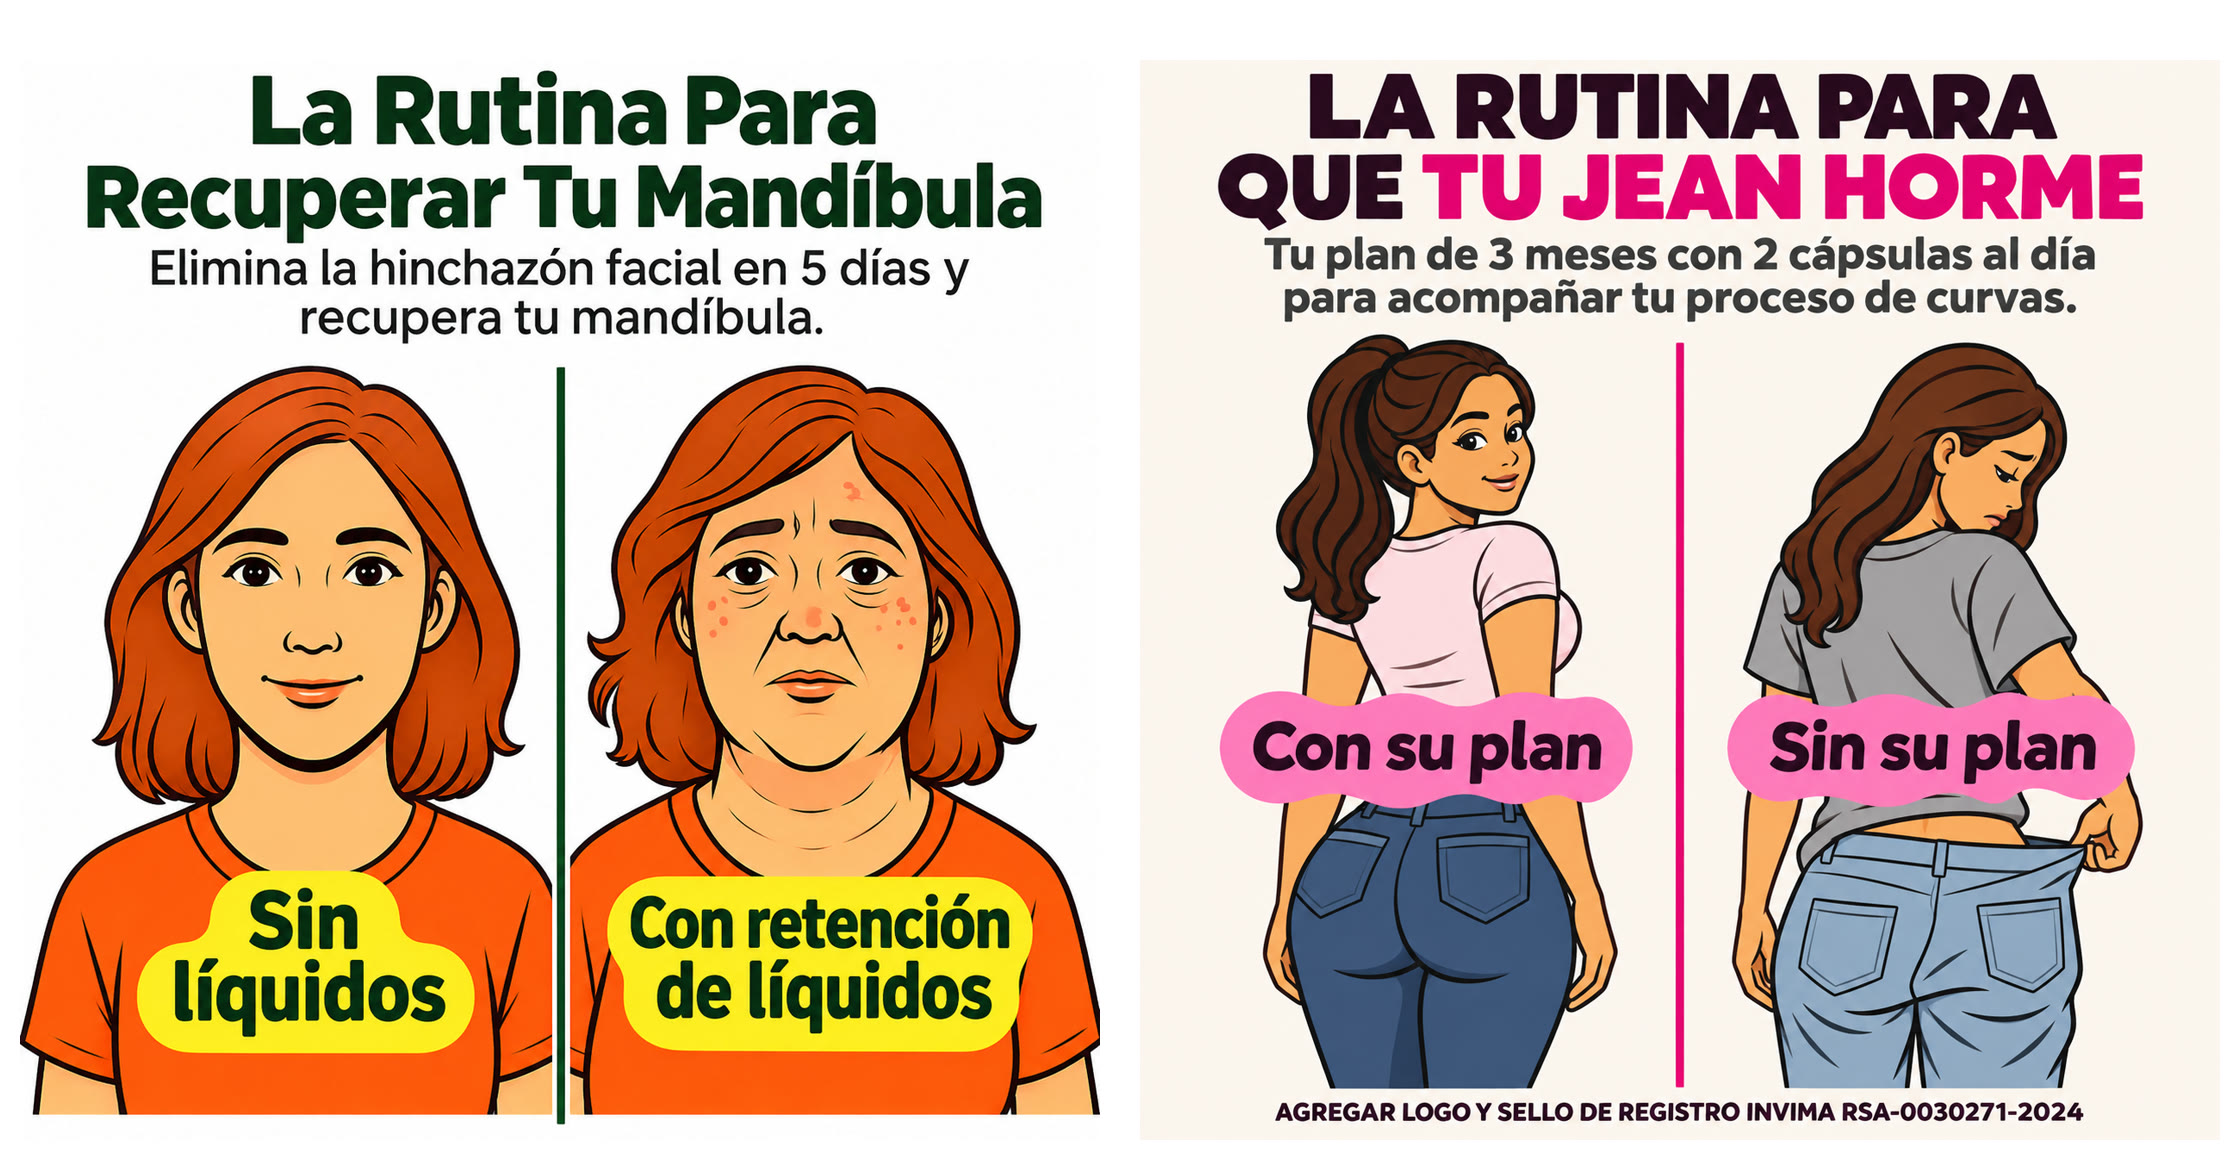 La Rutina Para
Recuperar Tu Mandíbula
Elimina la hinchazón facial en 5 días y
recupera tu mandíbula.
Sin
líquidos
Con retención
de líquidos
LA RUTINA PARA
QUE TU JEAN HORME
Tu plan de 3 meses con 2 cápsulas al día
para acompañar tu proceso de curvas.
Con su plan
Sin su plan
AGREGAR LOGO Y SELLO DE REGISTRO INVIMA RSA-0030271-2024